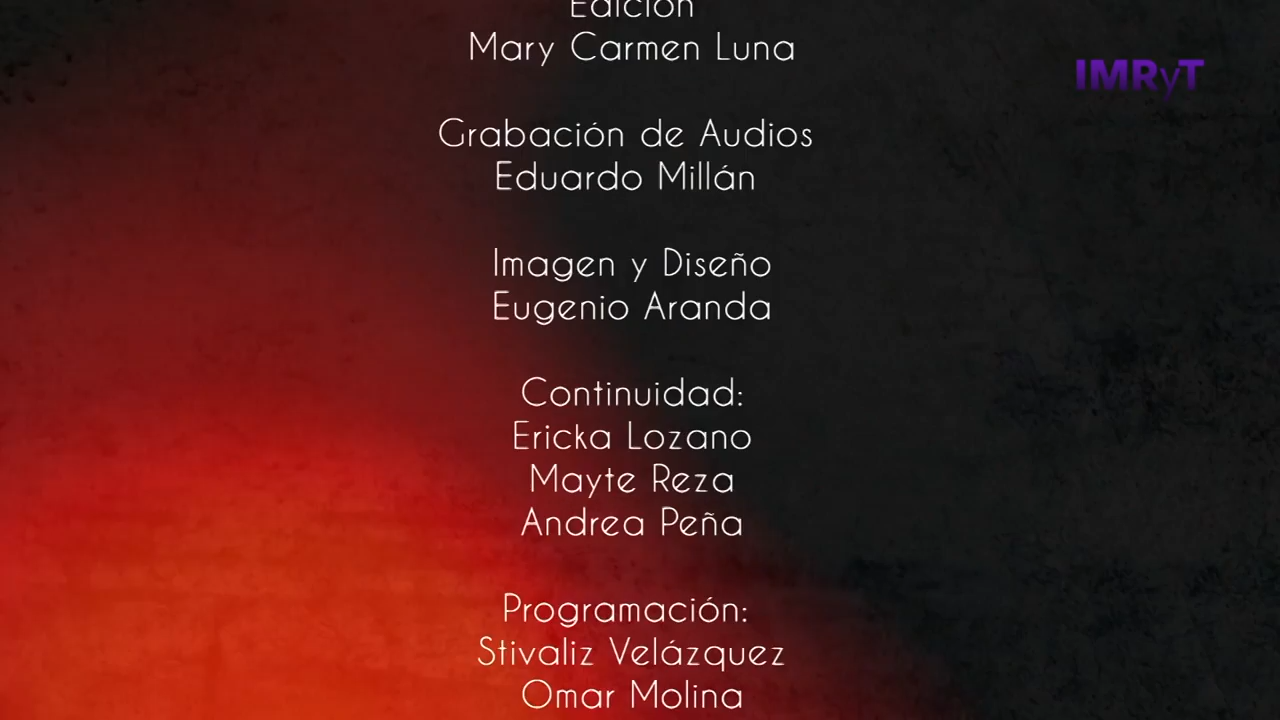 Edición
Mary Carmen Luna
IMRyT
Grabación de Audios
Eduardo Millán
Imagen y Diseño
Eugenio Aranda
Continuidad:
Ericka Lozano
Mayte Reza
Andrea Peña
Programación:
Stivaliz Velázquez
Omar Molina